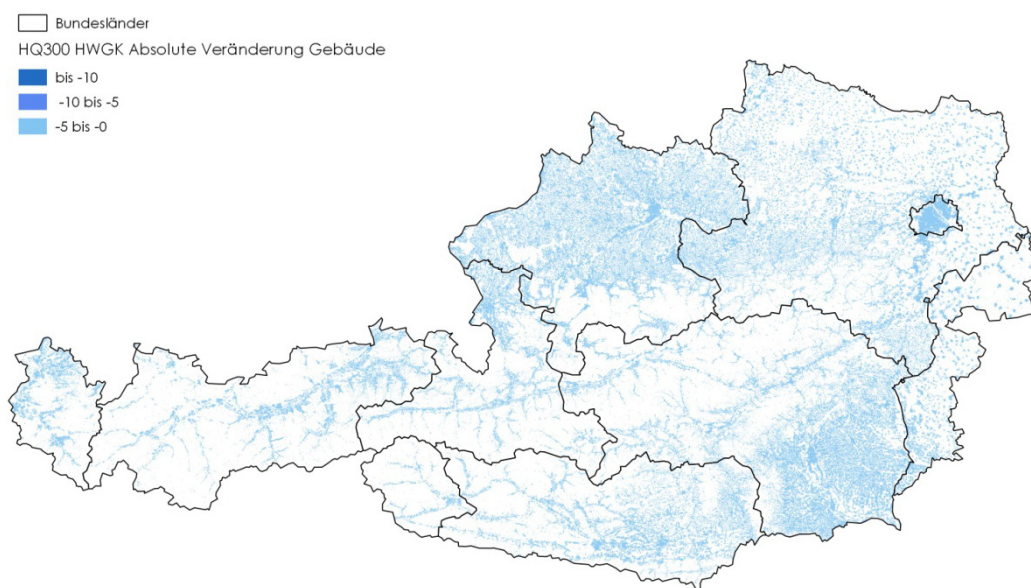 Bundesländer
HQ300 HWGK Absolute Veränderung Gebäude
bis -10
-10 bis -5
-5 bis -0